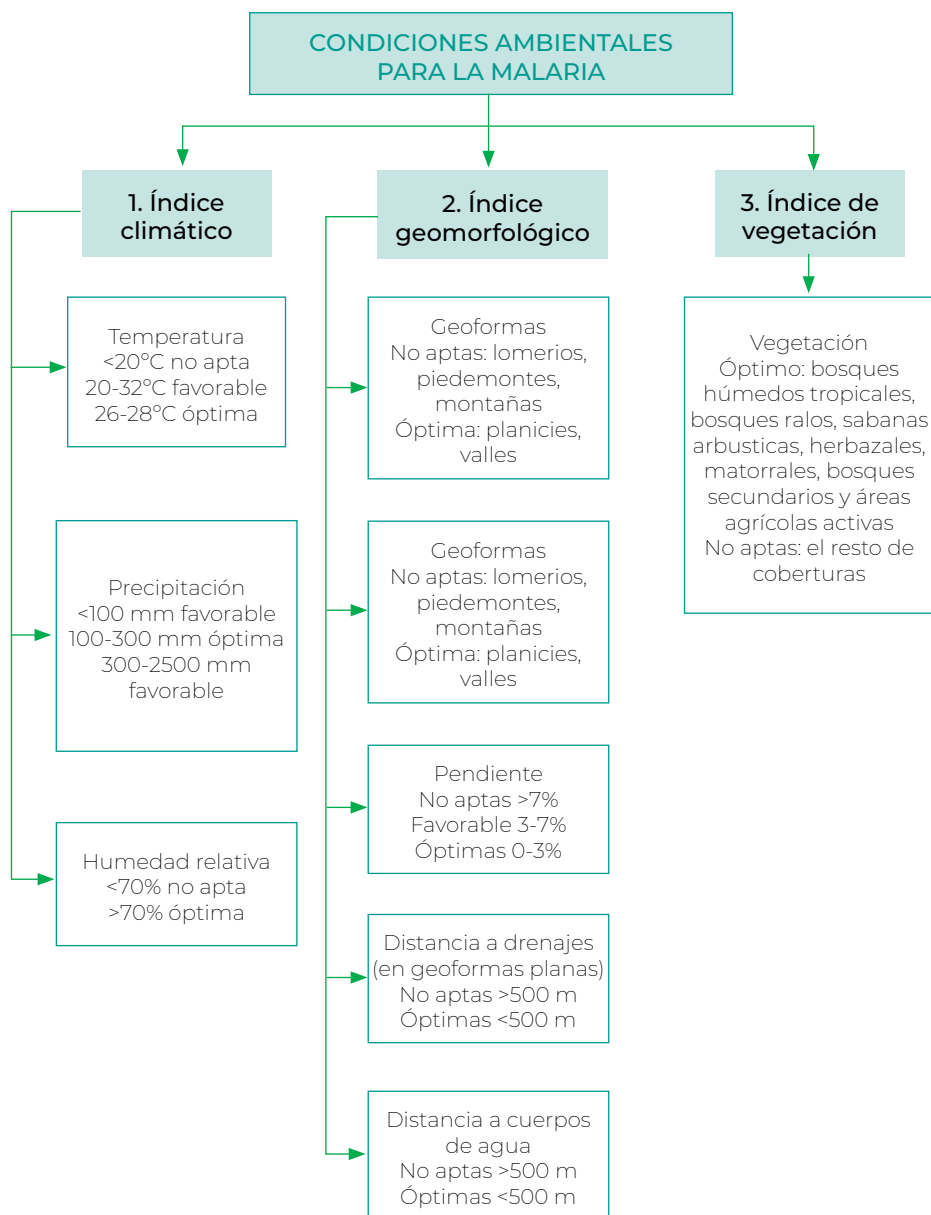 CONDICIONES AMBIENTALES
PARA LA MALARIA
1. Índice
climático
Temperatura
<20ºC no apta
20-32ºC favorable
26-28ºC óptima
Precipitación
<100 mm favorable
100-300 mm óptima
300-2500 mm
favorable
Humedad relativa
<70% no apta
>70% óptima
2. Índice
geomorfológico
Geoformas
No aptas: lomerios,
piedemontes,
montañas
Óptima: planicies,
valles
Geoformas
No aptas: lomerios,
piedemontes,
montañas
Óptima: planicies,
valles
Pendiente
No aptas >7%
Favorable 3-7%
Óptimas 0-3%
Distancia a drenajes
(en geoformas planas)
No aptas >500 m
Óptimas <500 m
Distancia a cuerpos
de agua
No aptas >500 m
Óptimas <500 m
3. Índice de
vegetación
Vegetación
Óptimo: bosques
húmedos tropicales,
bosques ralos, sabanas
arbusticas, herbazales,
matorrales, bosques
secundarios y áreas
agrícolas activas
No aptas: el resto de
coberturas